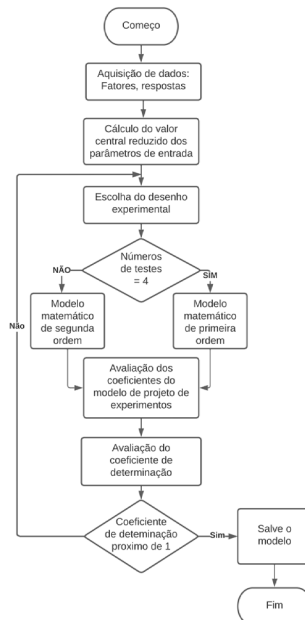 Começo
Aquisição de dados:
Fatores, respostas
Cálculo do valor
central reduzido dos
parâmetros de entrada
Escolha do desenho
experimental
Números
de testes
= 4
NÃO
SIM
Modelo
matemático
de segunda
ordem
Modelo
matemático
de primeira
ordem
Não
Avaliação dos
coeficientes do
modelo de projeto de
experimentos
Avaliação do
coeficiente de
determinação
Coeficiente
de deteminação
proximo de 1
Sim
Salve o
modelo
Fim